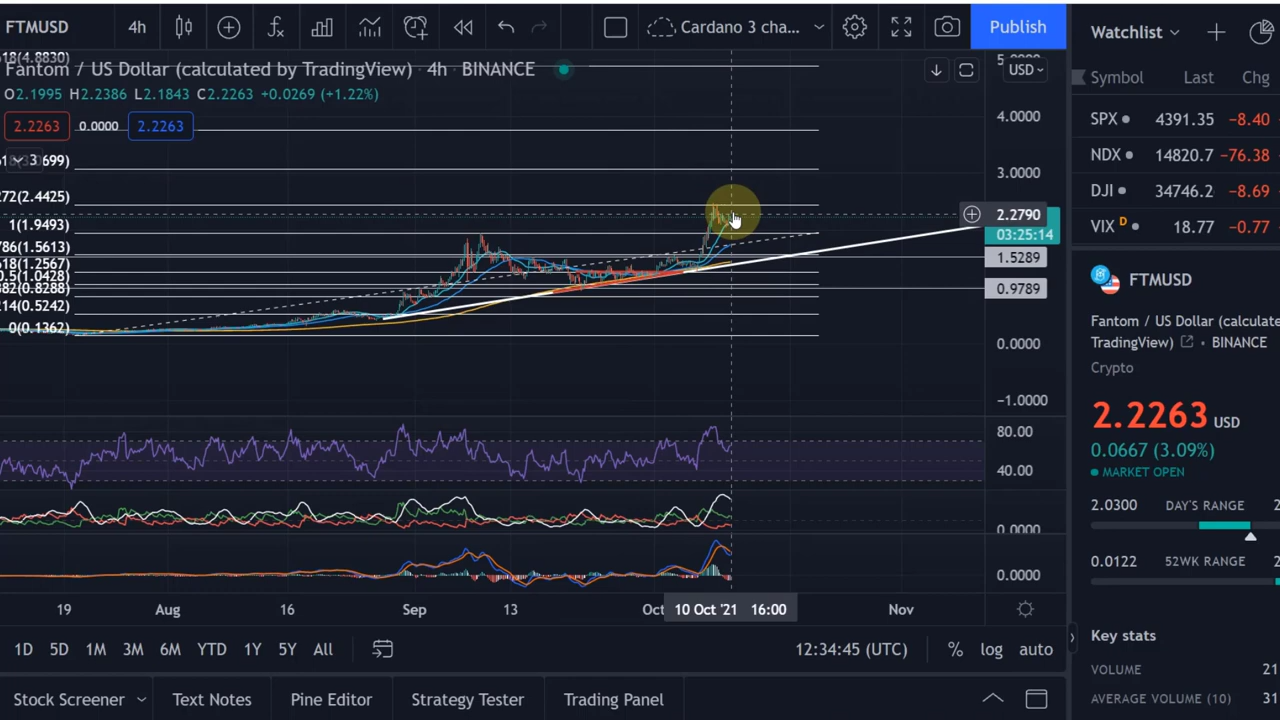 FTMUSD 4h Cardano 3 cha... Publish
Watchlist
Fantom / US Dollar (calculated by TradingView) · 4h · BINANCE
USD
O2.1995 H2.2386 L2.1843 C2.2263 +0.0269 (+1.22%)
2.2263 0.0000 2.2263
18(4.8830)
272(2.4425)
1(1.9493)
786(1.5613)
0.5(1.0428)
382(0.8288)
214(0.5242)
0(0.1362)
4.0000
3.0000
2.2790
03:25:14
1.5289
0.9789
0.0000
−1.0000
80.00
40.00
0.0000
0.0000
19 Aug 16 Sep 13 Oct 10 Oct '21 16:00 Nov
1D 5D 1M 3M 6M YTD 1Y 5Y All 12:34:45 (UTC) % log auto
Stock Screener Text Notes Pine Editor Strategy Tester Trading Panel
Symbol Last Chg
SPX 4391.35 −8.40
NDX 14820.7 −76.38
DJI 34746.2 −8.69
VIX D 18.77 −0.77
FTMUSD
Fantom / US Dollar (calculate
TradingView) · BINANCE
Crypto
2.2263 USD
0.0667 (3.09%)
MARKET OPEN
2.0300 DAY'S RANGE
0.0122 52WK RANGE
Key stats
VOLUME 21
AVERAGE VOLUME (10) 31